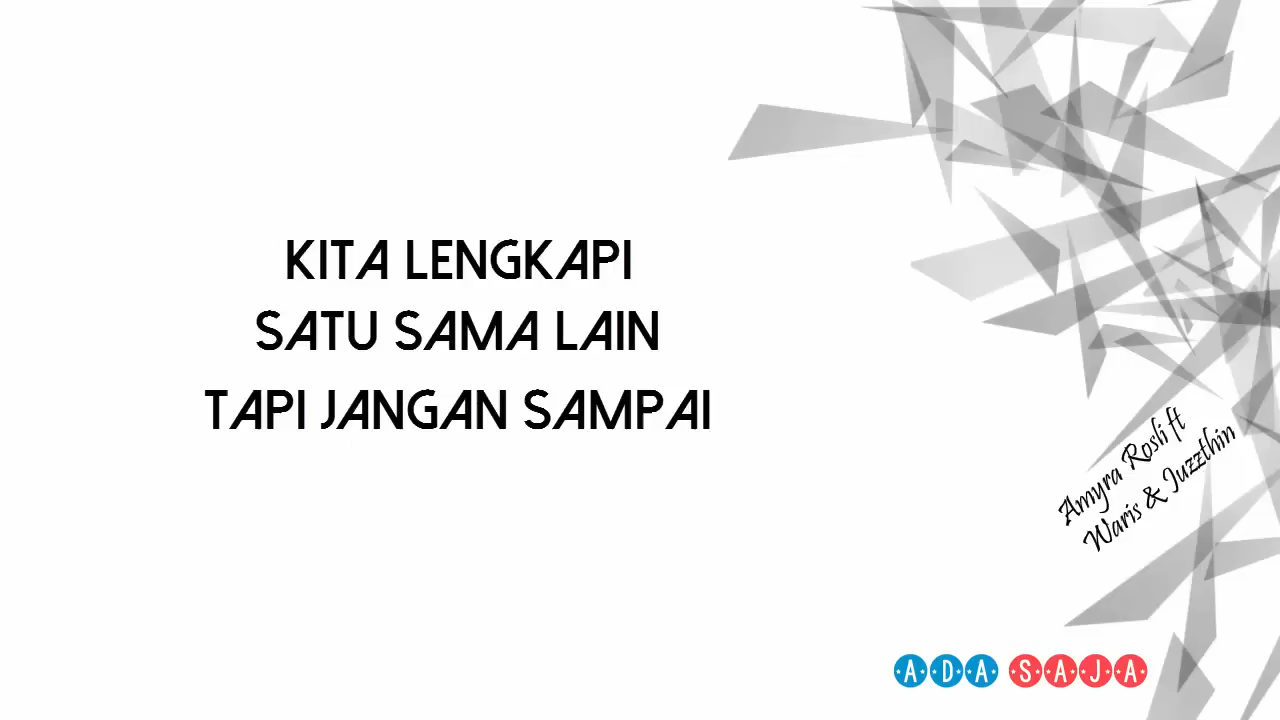 KITA LENGKAPI
SATU SAMA LAIN
TAPI JANGAN SAMPAI
Amyra Rosli ft
Waris & Juzzthin
ADA SAJA